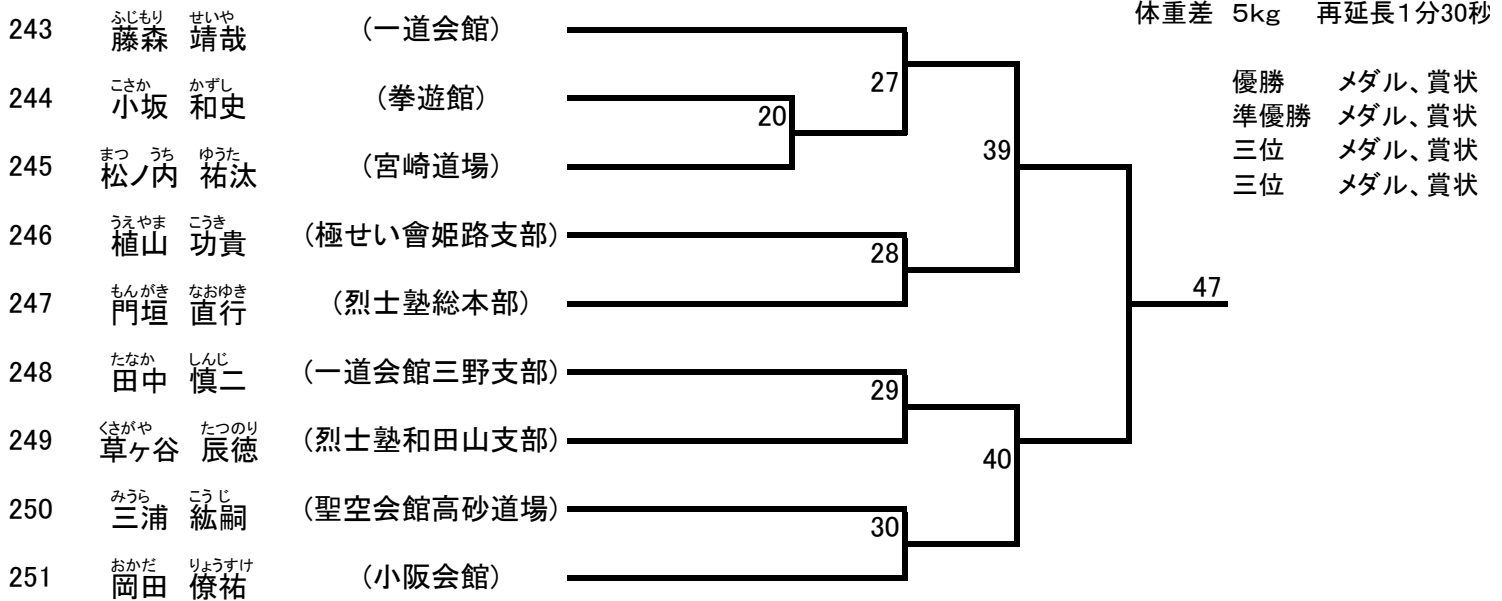 体重差 5kg 再延長1分30秒
ふじもり せいや
243 藤森 靖哉 (一道会館)
27
優勝 メダル、賞状
こさか かずし
244 小坂 和史 (拳遊館)
20
準優勝 メダル、賞状
39
三位 メダル、賞状
まつ うち ゆうた
245 松ノ内 祐汰 (宮崎道場)
三位 メダル、賞状
うえやま こうき
246 植山 功貴 (極せい會姫路支部)
28
もんがき なおゆき
247 門垣 直行 (烈士塾総本部)
47
たなか しんじ
248 田中 慎二 (一道会館三野支部)
29
くさがや たつのり
249 草ヶ谷 辰徳 (烈士塾和田山支部)
40
みうら こうじ
250 三浦 紘嗣 (聖空会館高砂道場)
30
おかだ りょうすけ
251 岡田 僚祐 (小阪会館)